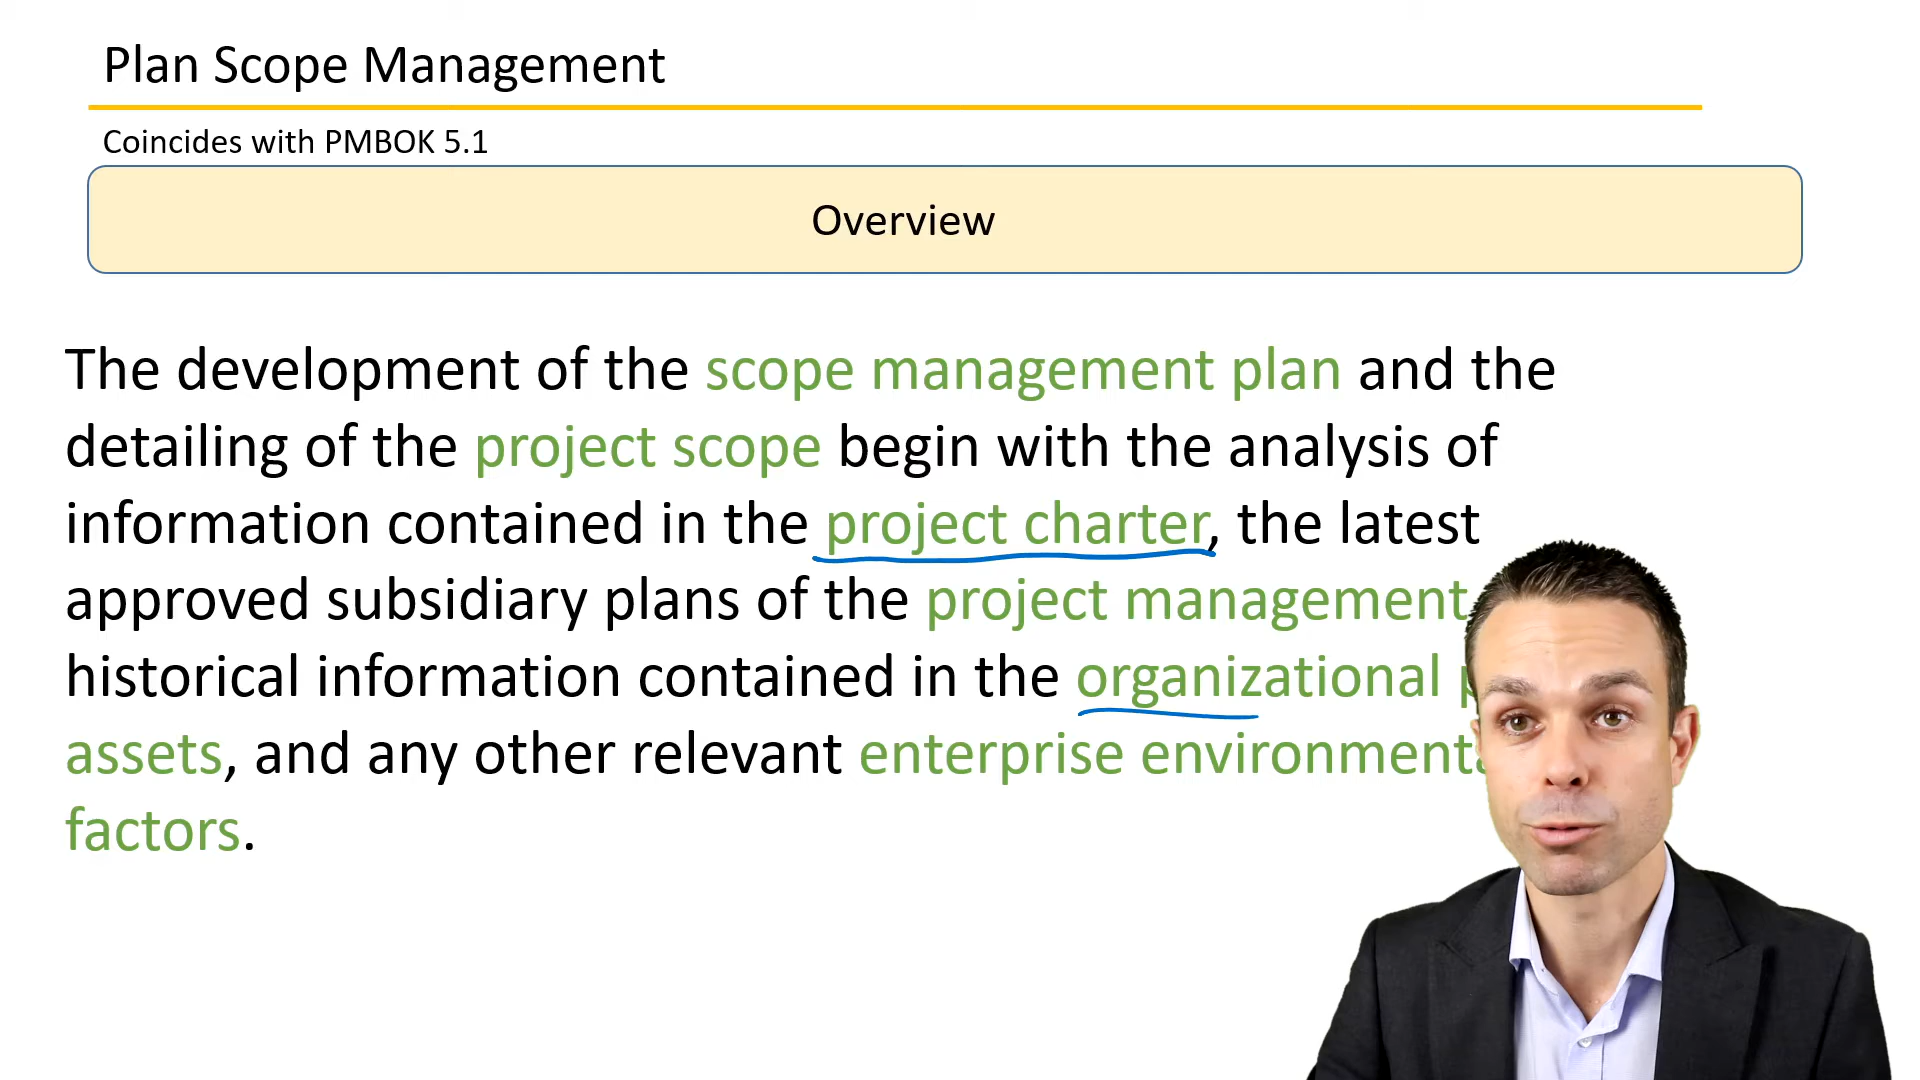 Plan Scope Management
Coincides with PMBOK 5.1
Overview
The development of the scope management plan and the
detailing of the project scope begin with the analysis of
information contained in the project charter, the latest
approved subsidiary plans of the project management
historical information contained in the organizational
assets, and any other relevant enterprise
factors.